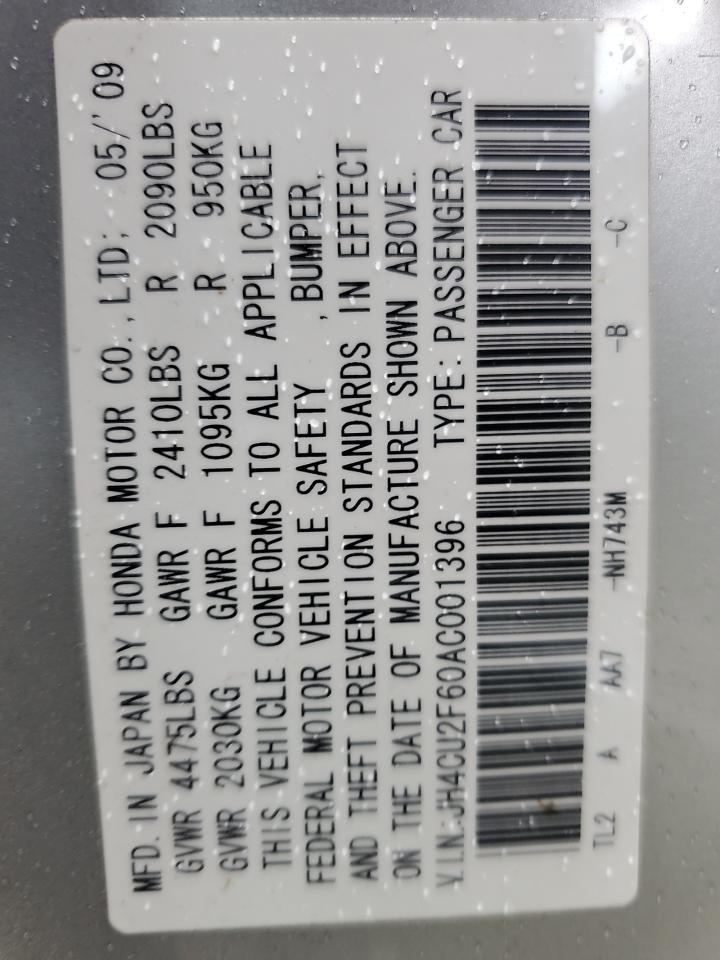 MFD. IN JAPAN BY HONDA MOTOR CO., LTD; 05/'09
GVWR 4475LBS GAWR F 2410LBS R 2090LBS
GVWR 2030KG GAWR F 1095KG R 950KG
THIS VEHICLE CONFORMS TO ALL APPLICABLE
FEDERAL MOTOR VEHICLE SAFETY , BUMPER,
AND THEFT PREVENTION STANDARDS IN EFFECT
ON THE DATE OF MANUFACTURE SHOWN ABOVE.
V.I.N.:JH4CU2F60AC001396 TYPE:PASSENGER CAR
TL2 A AA7 -NH743M -B -C